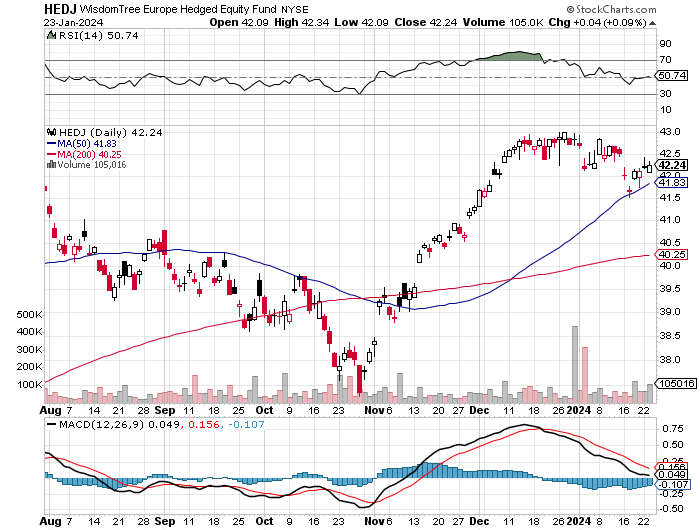 HEDJ WisdomTree Europe Hedged Equity Fund NYSE
© StockCharts.com
23-Jan-2024
Open 42.09 High 42.34 Low 42.09 Close 42.24 Volume 105.0K Chg +0.04 (+0.09%)
RSI(14) 50.74
90
70
50.74
30
10
HEDJ (Daily) 42.24
MA(50) 41.83
MA(200) 40.25
Volume 105,016
43.0
42.5
42.24
42.0
41.83
41.5
41.0
40.5
40.25
40.0
39.5
39.0
38.5
38.0
105016
500K
400K
300K
200K
100K
Aug 7 14 21 28 Sep 11 18 25 Oct 9 16 23 Nov 6 13 20 27 Dec 11 18 26 2024 8 16 22
MACD(12,26,9) 0.049, 0.156, -0.107
0.75
0.50
0.25
0.156
0.049
-0.107
-0.25
-0.50
Aug 7 14 21 28 Sep 11 18 25 Oct 9 16 23 Nov 6 13 20 27 Dec 11 18 26 2024 8 16 22